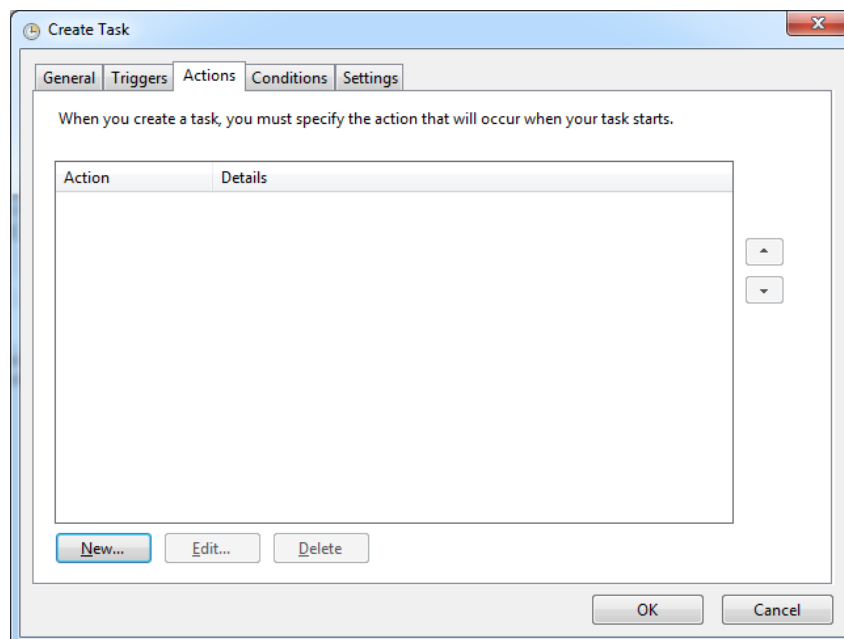 Create Task
General Triggers Actions Conditions Settings
When you create a task, you must specify the action that will occur when your task starts.
Action Details
New... Edit... Delete
OK Cancel